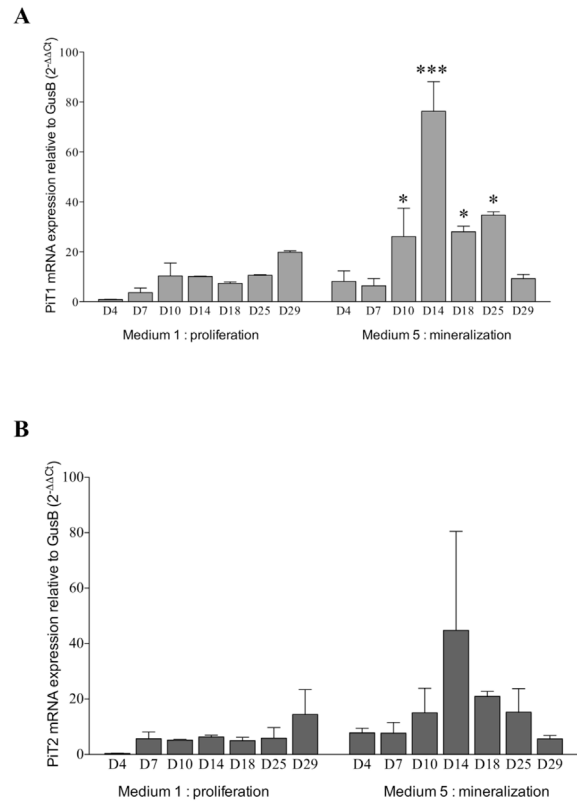 A
PiT1 mRNA expression relative to GusB (2-ΔΔCt)
100
80
60
40
20
0
* *** * *
D4 D7 D10 D14 D18 D25 D29 D4 D7 D10 D14 D18 D25 D29
Medium 1 : proliferation Medium 5 : mineralization
B
PiT2 mRNA expression relative to GusB (2-ΔΔCt)
100
80
60
40
20
0
D4 D7 D10 D14 D18 D25 D29 D4 D7 D10 D14 D18 D25 D29
Medium 1 : proliferation Medium 5 : mineralization